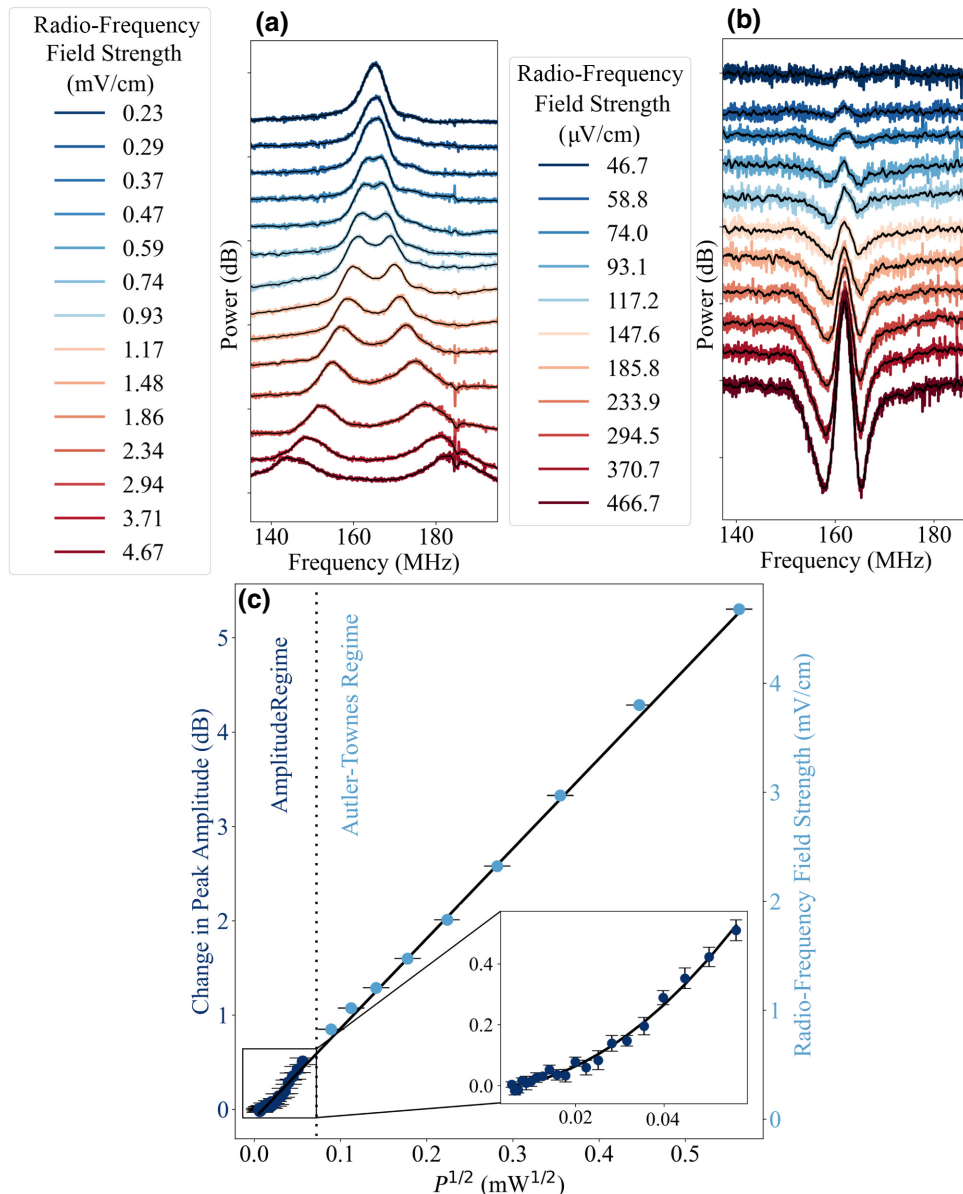 Radio-Frequency
Field Strength
(mV/cm)
0.23
0.29
0.37
0.47
0.59
0.74
0.93
1.17
1.48
1.86
2.34
2.94
3.71
4.67
(a)
Power (dB)
140
160
180
Frequency (MHz)
Radio-Frequency
Field Strength
(μV/cm)
46.7
58.8
74.0
93.1
117.2
147.6
185.8
233.9
294.5
370.7
466.7
(b)
Power (dB)
140
160
180
Frequency (MHz)
(c)
Change in Peak Amplitude (dB)
5
4
3
2
1
0
AmplitudeRegime
Autler-Townes Regime
0.4
0.2
0.0
0.02
0.04
4
3
2
1
0
Radio-Frequency Field Strength (mV/cm)
0.0
0.1
0.2
0.3
0.4
0.5
P^{1/2} (mW^{1/2})